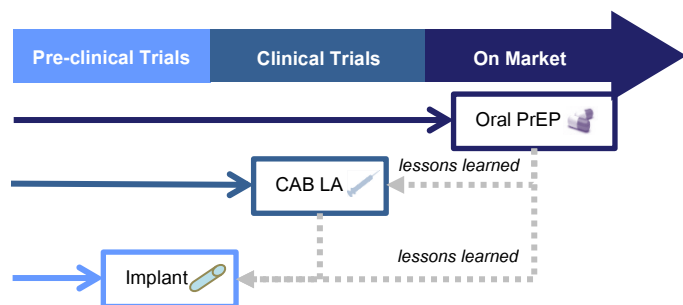 Pre-clinical Trials
Clinical Trials
On Market
Oral PrEP
lessons learned
CAB LA
lessons learned
Implant